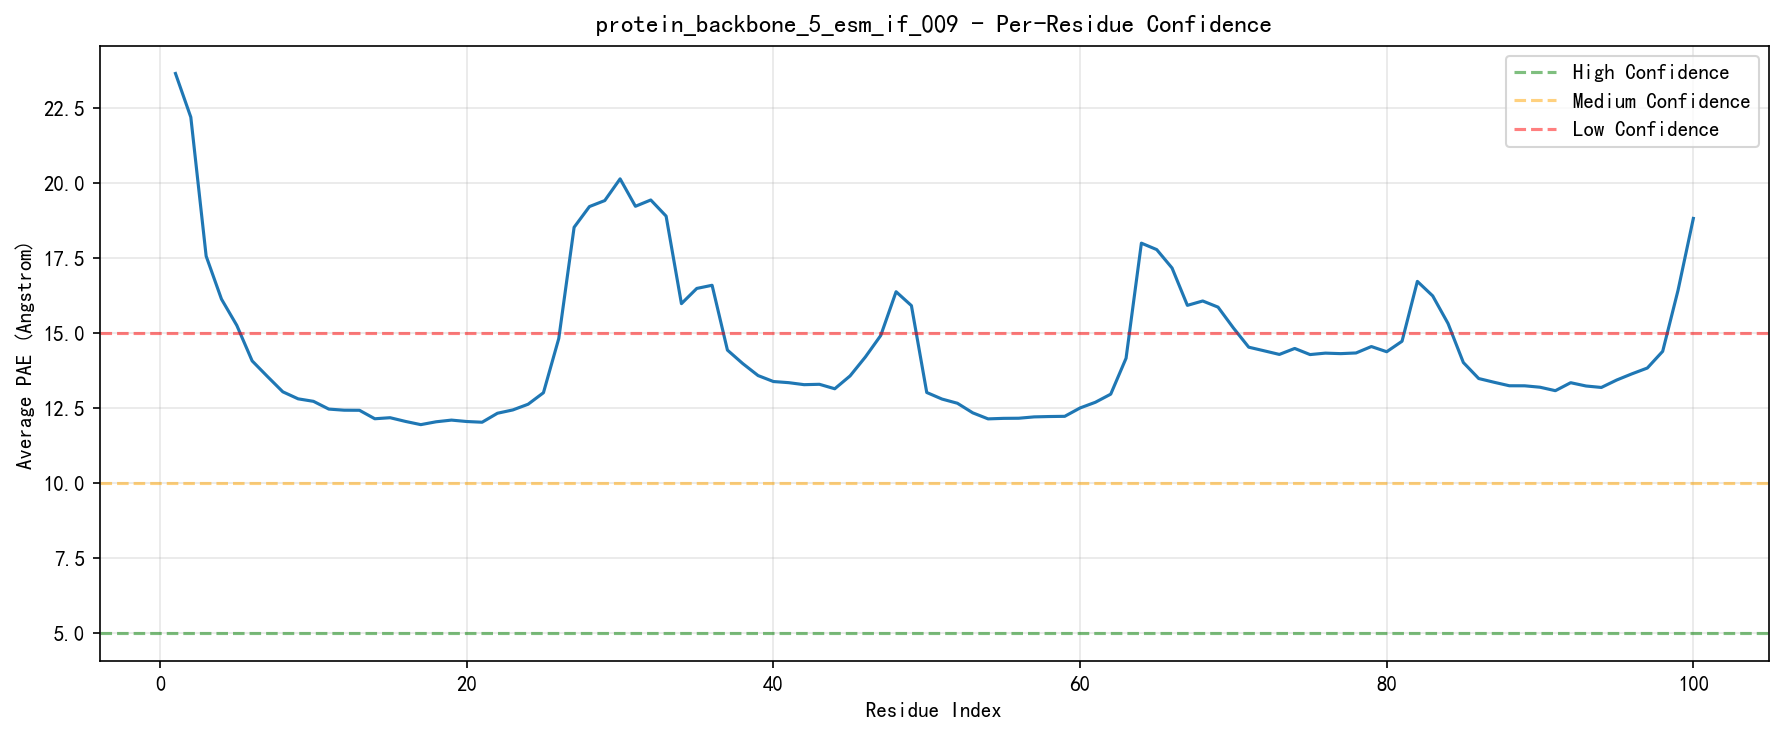 protein_backbone_5_esm_if_009 - Per-Residue Confidence
High Confidence
Medium Confidence
Low Confidence
Average PAE (Angstrom)
22.5
20.0
17.5
15.0
12.5
10.0
7.5
5.0
0 20 40 60 80 100
Residue Index